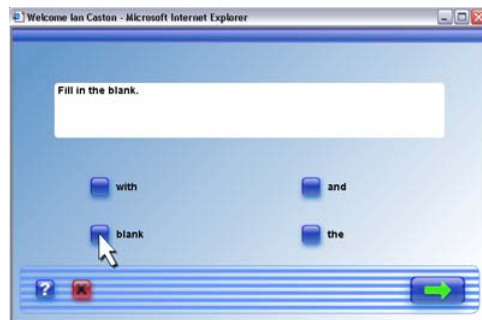 Welcome Ian Caston - Microsoft Internet Explorer
Fill in the blank.
with
and
blank
the
?